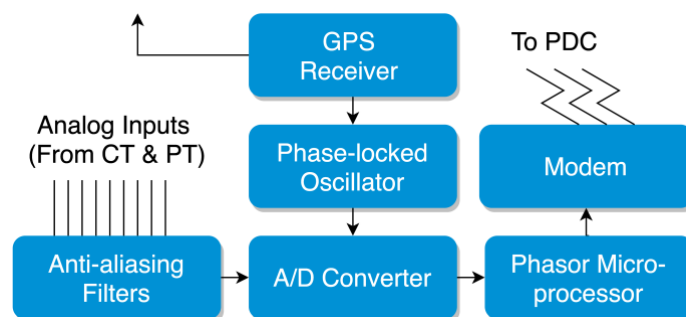 GPS
Receiver
To PDC
Analog Inputs
(From CT & PT)
Phase-locked
Oscillator
Modem
Anti-aliasing
Filters
A/D Converter
Phasor Micro-
processor